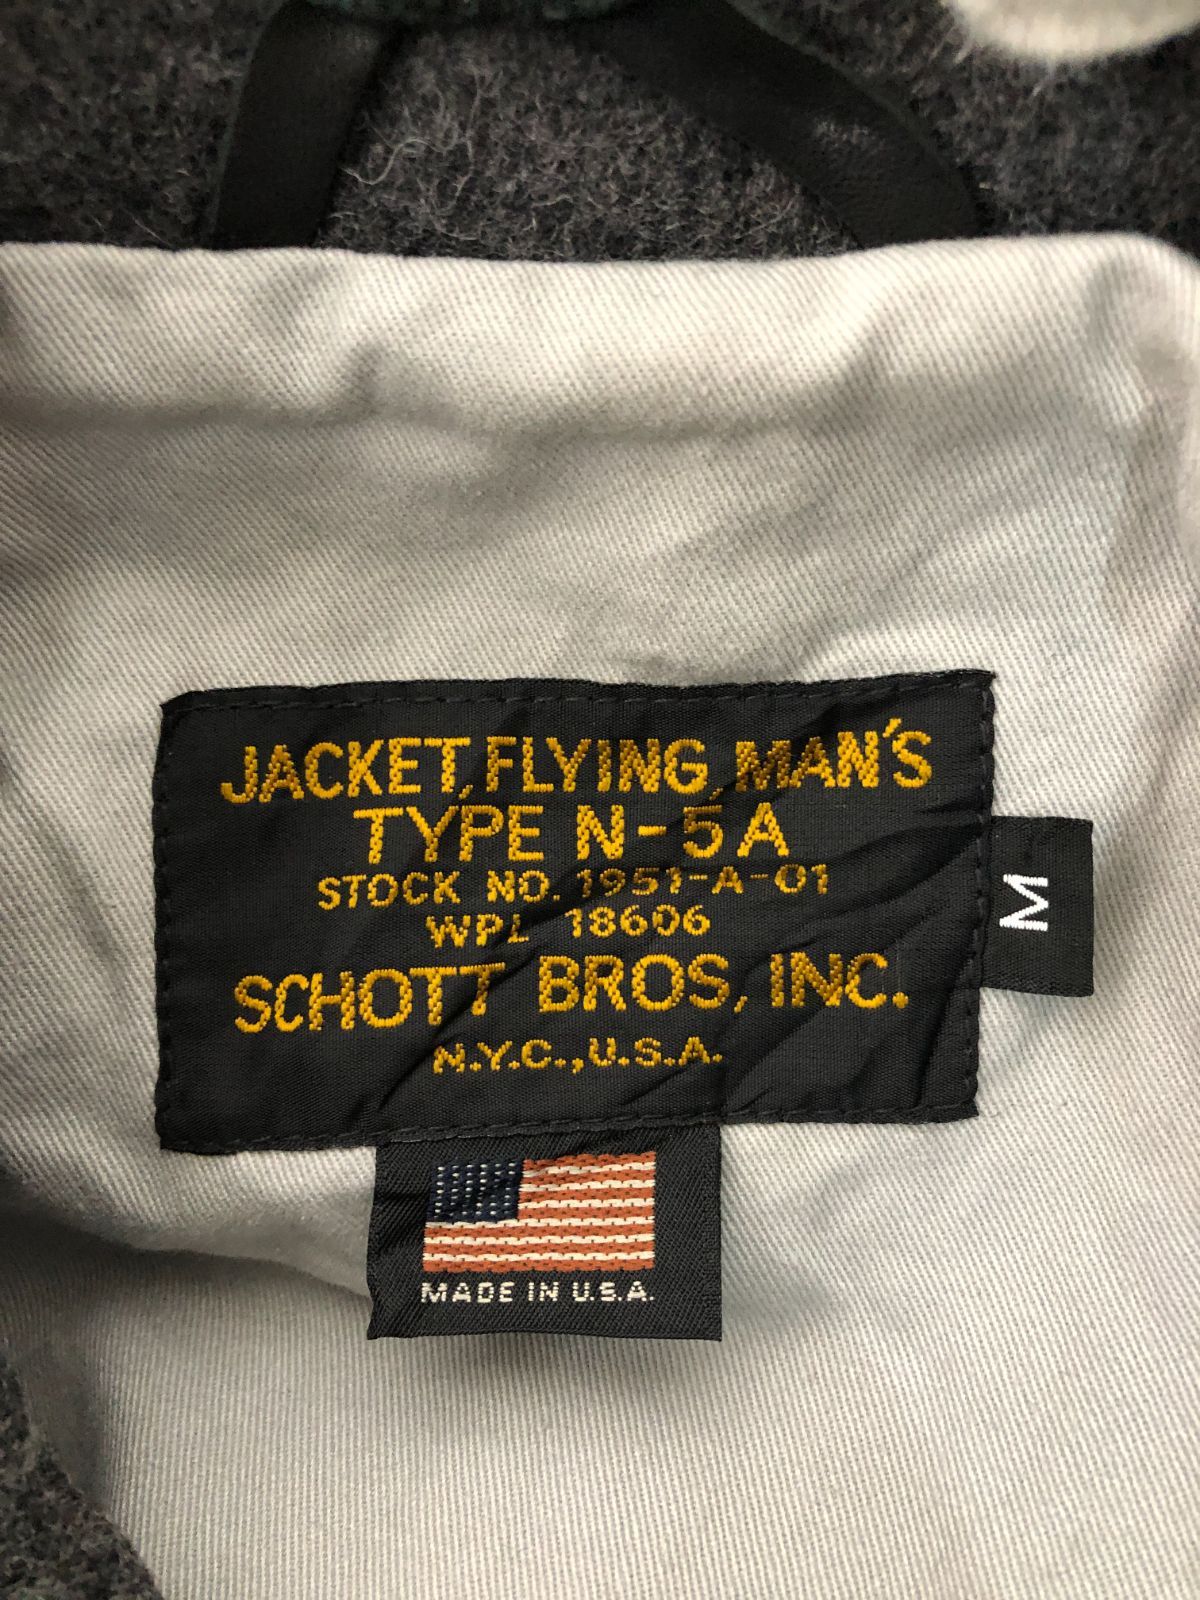 JACKET, FLYING, MAN'S
TYPE N-5A
STOCK NO. 1951-A-01
WPL 18606
SCHOTT BROS, INC.
N.Y.C., U.S.A.
M
MADE IN U.S.A.